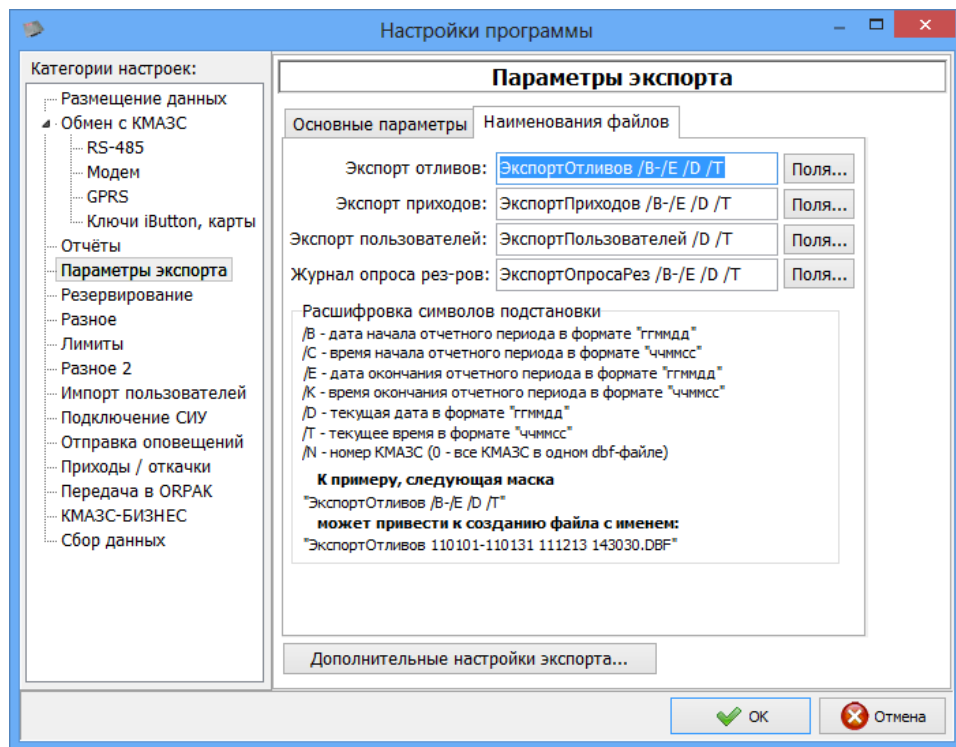 Настройки программы
Категории настроек:
Размещение данных
Обмен с КМАЗС
RS-485
Модем
GPRS
Ключи iButton, карты
Отчёты
Параметры экспорта
Резервирование
Разное
Лимиты
Разное 2
Импорт пользователей
Подключение СИУ
Отправка оповещений
Приходы / откачки
Передача в ORPAK
КМАЗС-БИЗНЕС
Сбор данных
Параметры экспорта
Основные параметры Наименования файлов
Экспорт отливов: ЭкспортОтливов /B-/E /D /T Поля...
Экспорт приходов: ЭкспортПриходов /B-/E /D /T Поля...
Экспорт пользователей: ЭкспортПользователей /D /T Поля...
Журнал опроса рез-ров: ЭкспортОпросаРез /B-/E /D /T Поля...
Расшифровка символов подстановки
/B - дата начала отчетного периода в формате "ггммдд"
/C - время начала отчетного периода в формате "ччммсс"
/E - дата окончания отчетного периода в формате "ггммдд"
/K - время окончания отчетного периода в формате "ччммсс"
/D - текущая дата в формате "ггммдд"
/T - текущее время в формате "ччммсс"
/N - номер КМАЗС (0 - все КМАЗС в одном dbf-файле)
К примеру, следующая маска
"ЭкспортОтливов /B-/E /D /T"
может привести к созданию файла с именем:
"ЭкспортОтливов 110101-110131 111213 143030.DBF"
Дополнительные настройки экспорта...
OK Отмена